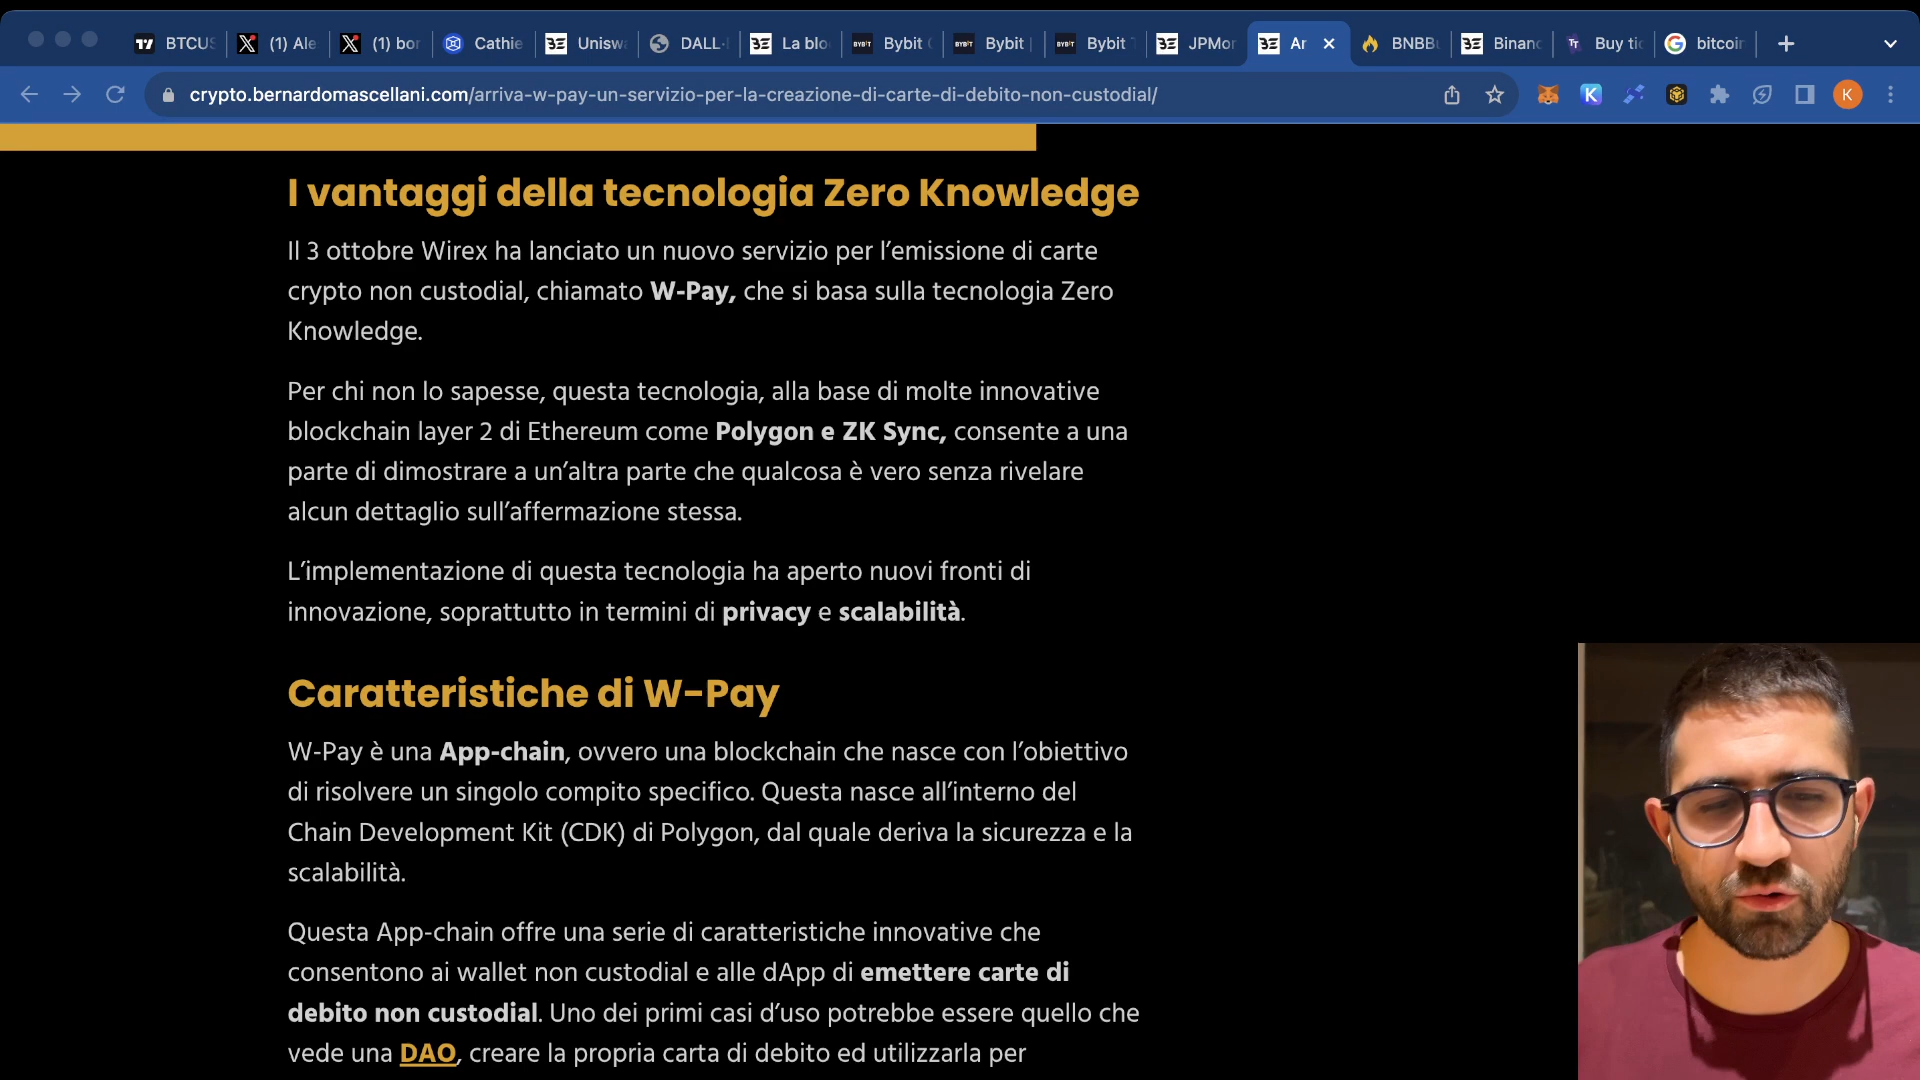 BTCUS
(1) Ale
(1) bor
Cathie
Unisw
DALL·
La blo
BYBIT
Bybit
BYBIT
Bybit
BYBIT
Bybit
JPMor
Ar
BNBB
Binanc
Buy tic
bitcoin
crypto.bernardomascellani.com/arriva-w-pay-un-servizio-per-la-creazione-di-carte-di-debito-non-custodial/
K
K
I vantaggi della tecnologia Zero Knowledge
Il 3 ottobre Wirex ha lanciato un nuovo servizio per l’emissione di carte
crypto non custodial, chiamato W-Pay, che si basa sulla tecnologia Zero
Knowledge.
Per chi non lo sapesse, questa tecnologia, alla base di molte innovative
blockchain layer 2 di Ethereum come Polygon e ZK Sync, consente a una
parte di dimostrare a un’altra parte che qualcosa è vero senza rivelare
alcun dettaglio sull’affermazione stessa.
L’implementazione di questa tecnologia ha aperto nuovi fronti di
innovazione, soprattutto in termini di privacy e scalabilità.
Caratteristiche di W-Pay
W-Pay è una App-chain, ovvero una blockchain che nasce con l’obiettivo
di risolvere un singolo compito specifico. Questa nasce all’interno del
Chain Development Kit (CDK) di Polygon, dal quale deriva la sicurezza e la
scalabilità.
Questa App-chain offre una serie di caratteristiche innovative che
consentono ai wallet non custodial e alle dApp di emettere carte di
debito non custodial. Uno dei primi casi d’uso potrebbe essere quello che
vede una DAO, creare la propria carta di debito ed utilizzarla per